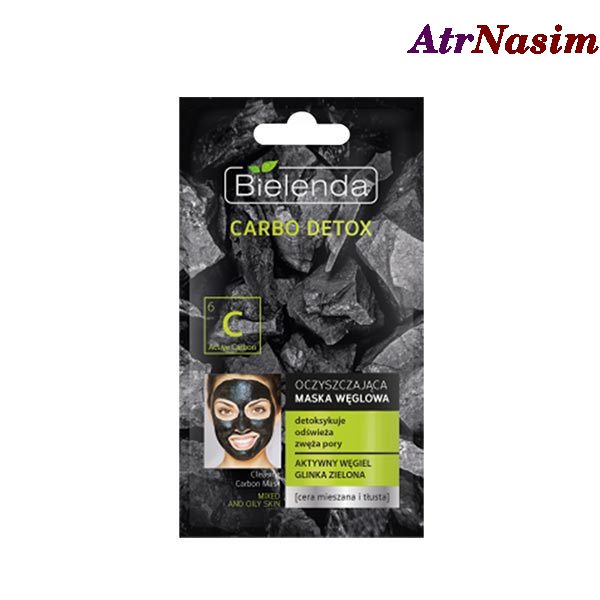 AtrNasim
Bielenda
CARBO DETOX
6
C
Active Carbon
OCZYSZCZAJĄCA
MASKA WĘGLOWA
detoksykuje
odświeża
zwęża pory
AKTYWNY WĘGIEL
GLINKA ZIELONA
[cera mieszana i tłusta]
Carbon Mask
MIXED
AND OILY SKIN